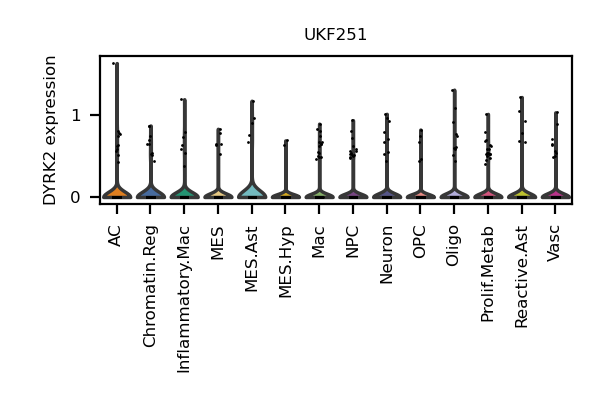 UKF251
DYRK2 expression
1
0
AC
Chromatin.Reg
Inflammatory.Mac
MES
MES.Ast
MES.Hyp
Mac
NPC
Neuron
OPC
Oligo
Prolif.Metab
Reactive.Ast
Vasc